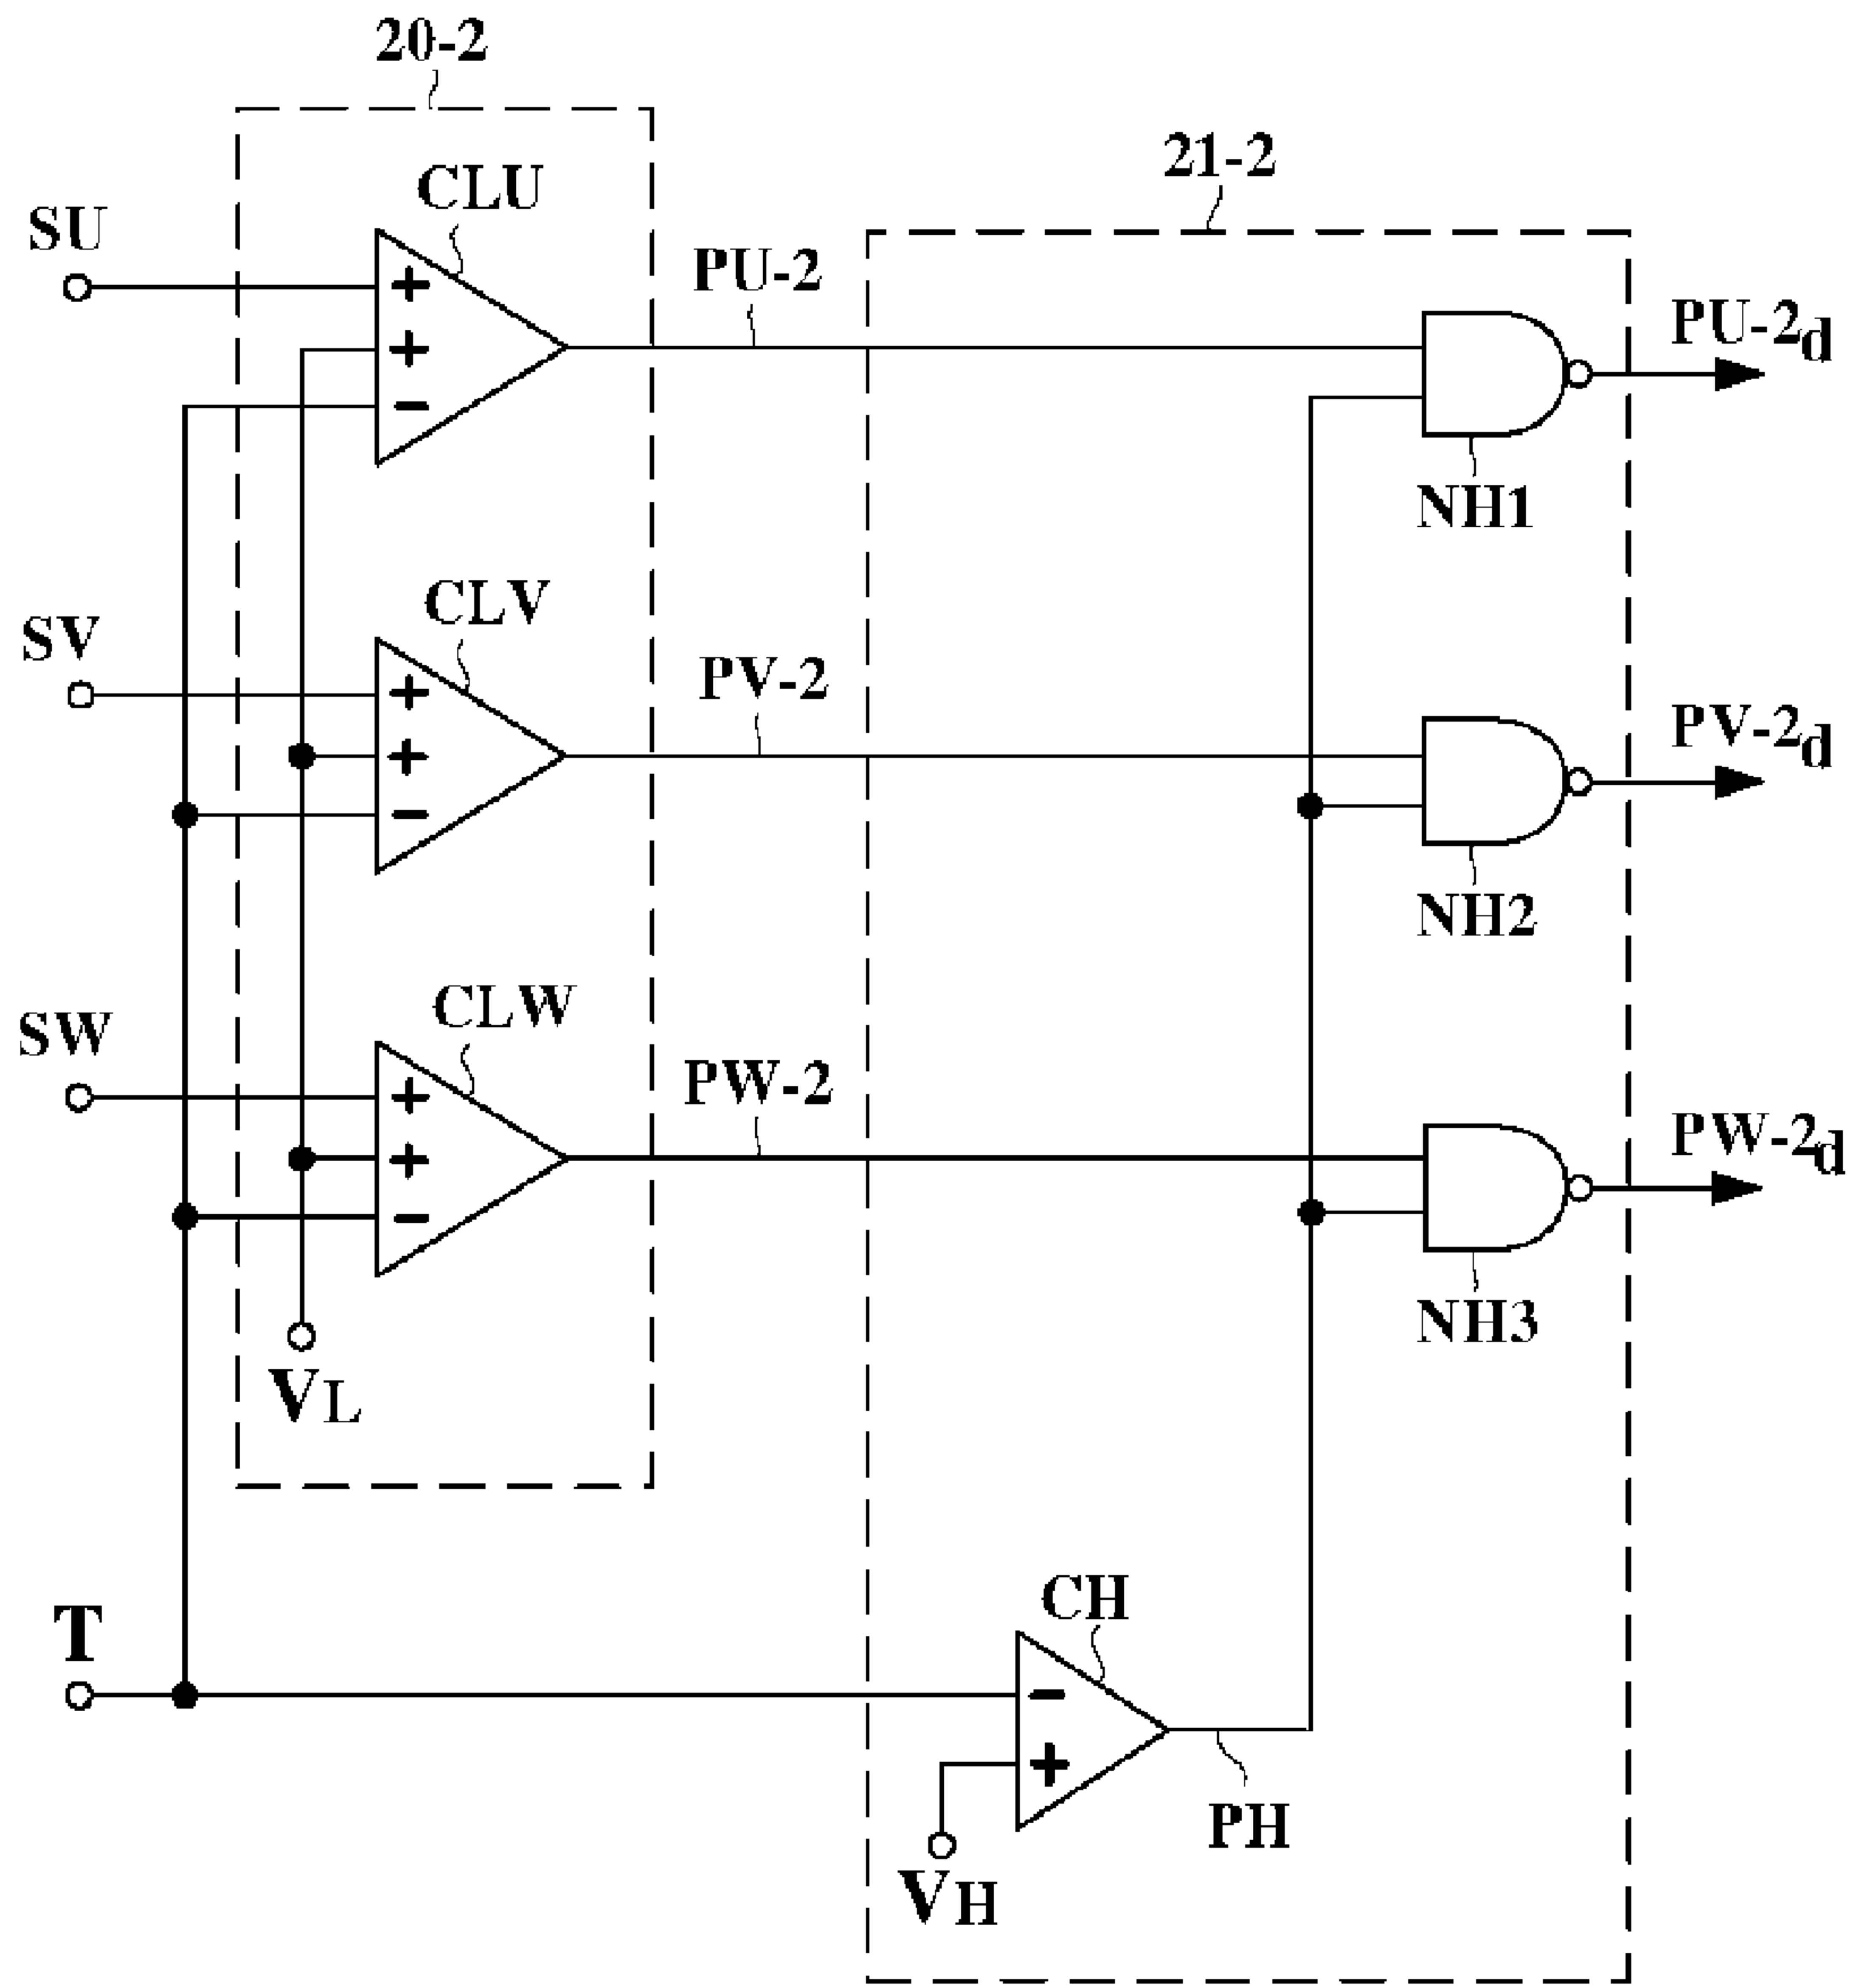 20-2
21-2
CLU
SU
+
+
−
PU-2
PU-2d
NH1
CLV
SV
+
+
−
PV-2
PV-2d
NH2
CLW
SW
+
+
−
PW-2
PW-2d
NH3
VL
T
CH
−
+
PH
VH